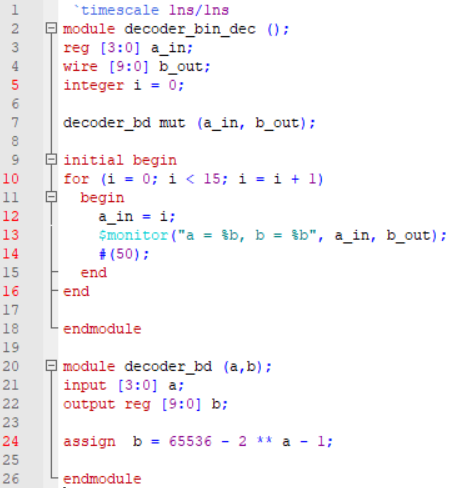 1 `timescale 1ns/1ns
2 module decoder_bin_dec ();
3 reg [3:0] a_in;
4 wire [9:0] b_out;
5 integer i = 0;
6
7 decoder_bd mut (a_in, b_out);
8
9 initial begin
10 for (i = 0; i < 15; i = i + 1)
11 begin
12 a_in = i;
13 $monitor("a = %b, b = %b", a_in, b_out);
14 #(50);
15 end
16 end
17
18 endmodule
19
20 module decoder_bd (a,b);
21 input [3:0] a;
22 output reg [9:0] b;
23
24 assign b = 65536 - 2 ** a - 1;
25
26 endmodule